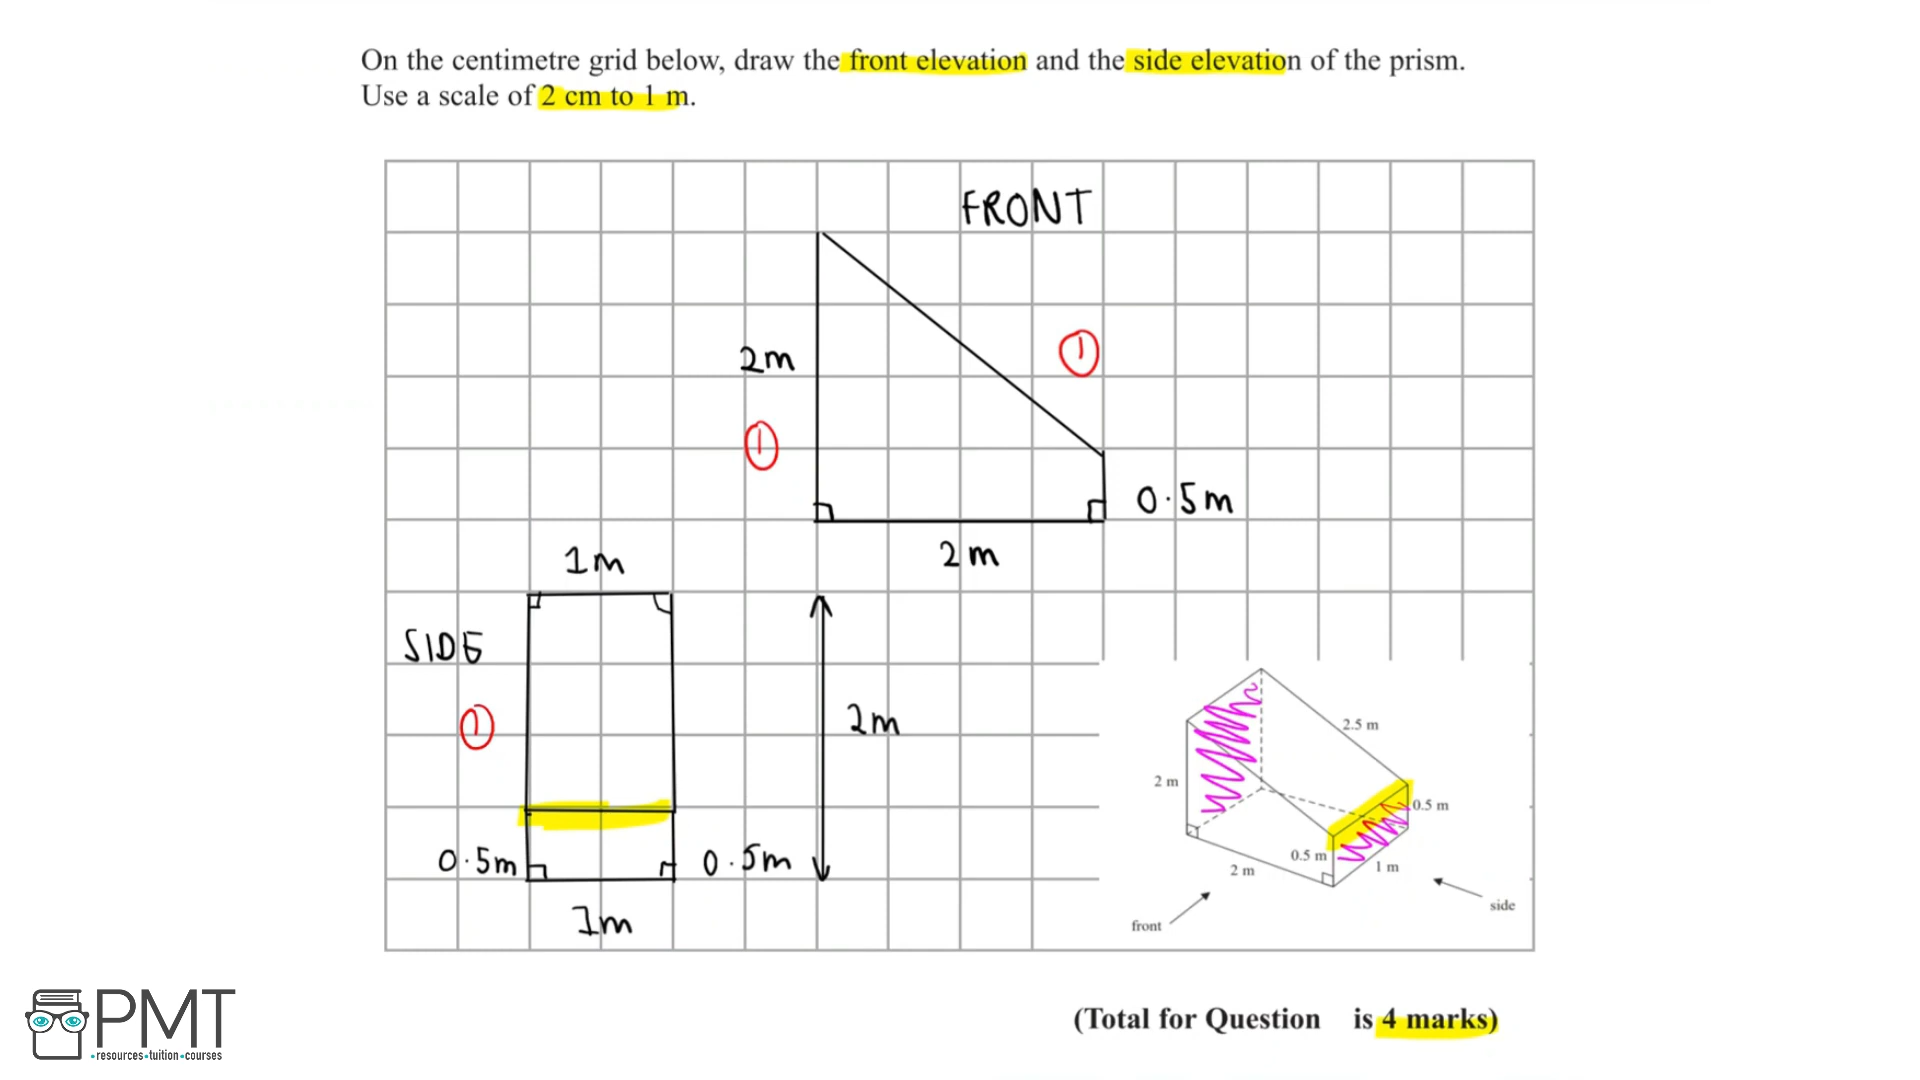 On the centimetre grid below, draw the front elevation and the side elevation of the prism.
Use a scale of 2 cm to 1 m.
FRONT
2m
1
1
0.5m
2m
1m
SIDE
1
2m
0.5m
0.5m
1m
2.5 m
2 m
0.5 m
0.5 m
1 m
2 m
side
front
(Total for Question is 4 marks)
PMT
•resources•tuition•courses